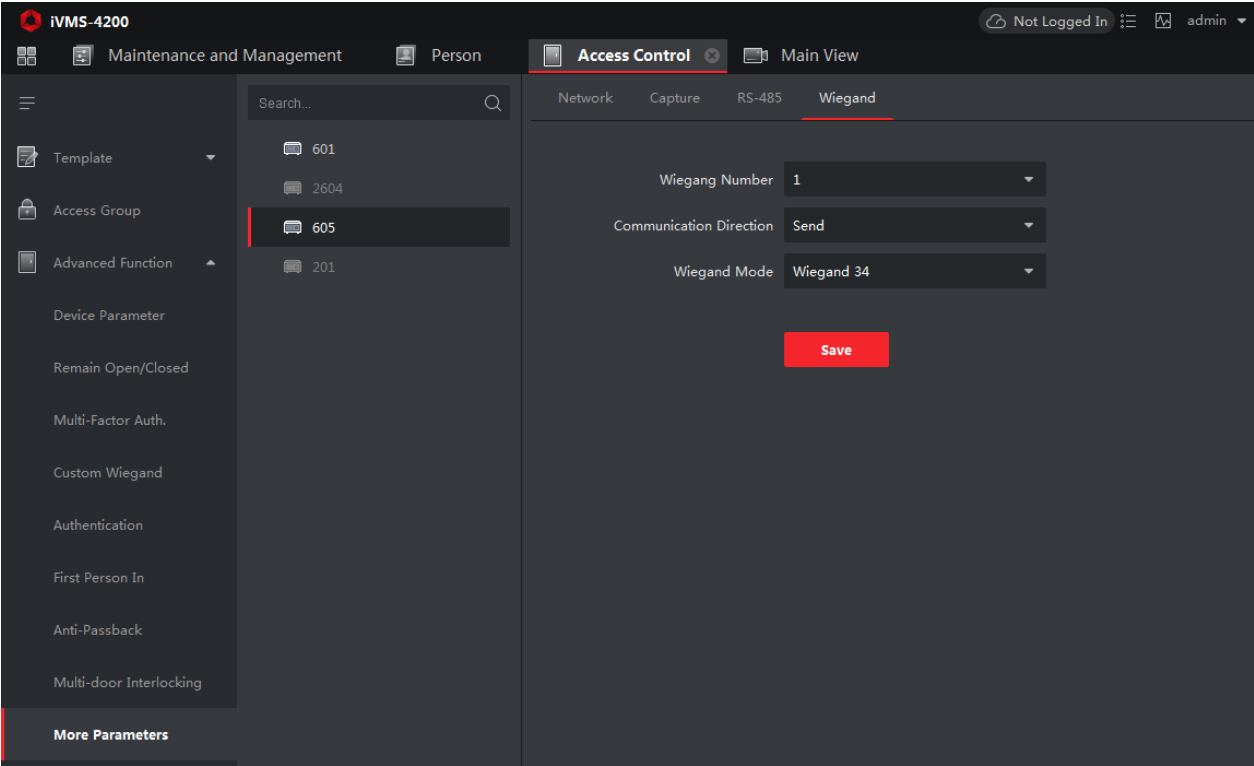 iVMS-4200
Not Logged In
admin
Maintenance and Management
Person
Access Control
Main View
Template
Access Group
Advanced Function
Device Parameter
Remain Open/Closed
Multi-Factor Auth.
Custom Wiegand
Authentication
First Person In
Anti-Passback
Multi-door Interlocking
More Parameters
Search...
601
2604
605
201
Network Capture RS-485 Wiegand
Wiegang Number 1
Communication Direction Send
Wiegand Mode Wiegand 34
Save